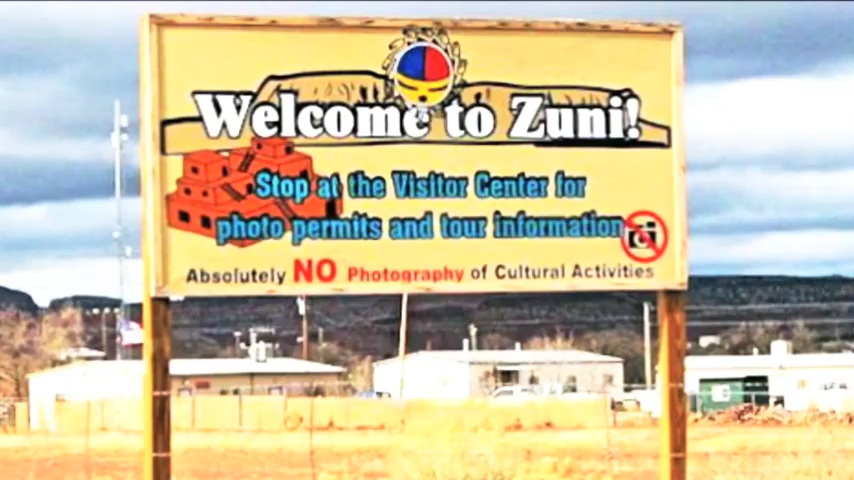 Welcome to Zuni!
Stop at the Visitor Center for
photo permits and tour information
Absolutely NO Photography of Cultural Activities